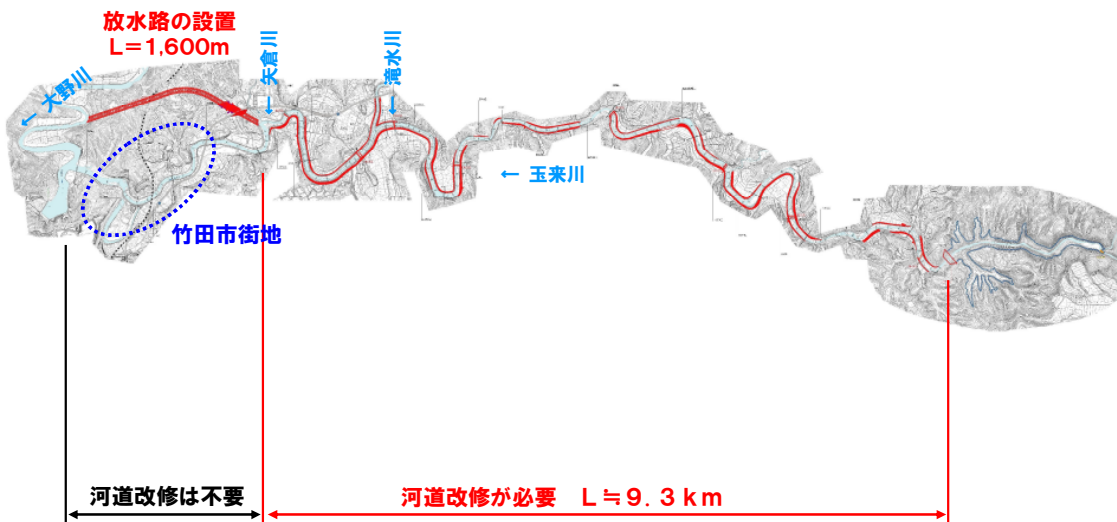 放水路の設置
L=1,600m
大野川
←
矢倉川
←
滝水川
←
← 玉来川
竹田市街地
河道改修は不要
河道改修が必要 L≒9.3km